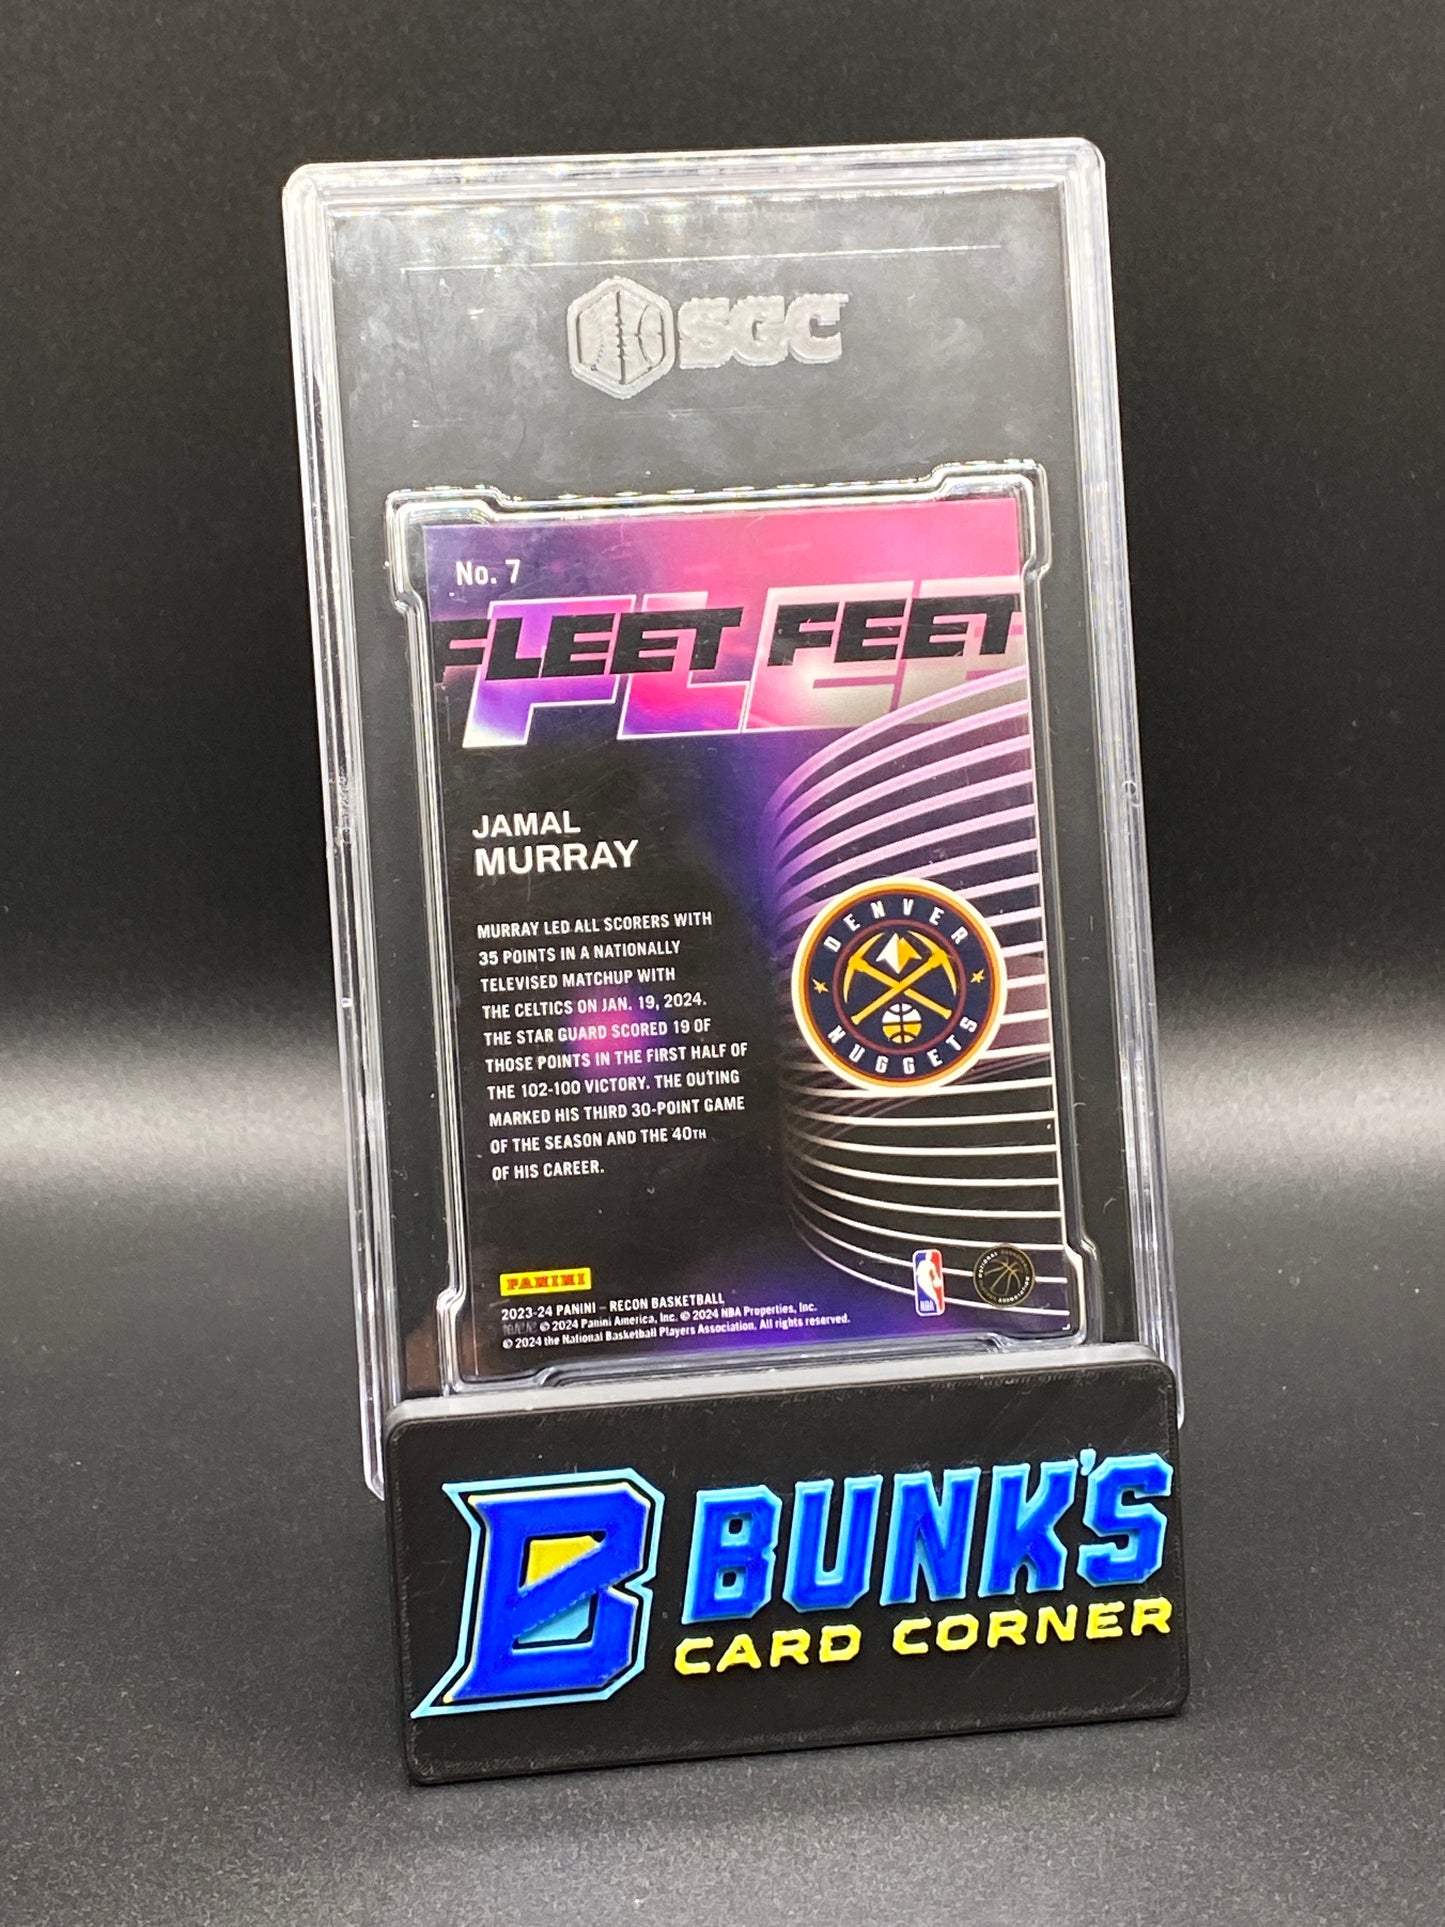 SGC
No. 7
FLEET FEET
FLEE
JAMAL
MURRAY
MURRAY LED ALL SCORERS WITH
35 POINTS IN A NATIONALLY
TELEVISED MATCHUP WITH
THE CELTICS ON JAN. 19, 2024.
THE STAR GUARD SCORED 19 OF
THOSE POINTS IN THE FIRST HALF OF
THE 102-100 VICTORY. THE OUTING
MARKED HIS THIRD 30-POINT GAME
OF THE SEASON AND THE 40TH
OF HIS CAREER.
DENVER
NUGGETS
PANINI
2023-24 PANINI – RECON BASKETBALL
© 2024 Panini America, Inc. © 2024 NBA Properties, Inc.
© 2024 the National Basketball Players Association. All rights reserved.
NBA
B BUNK'S
CARD CORNER